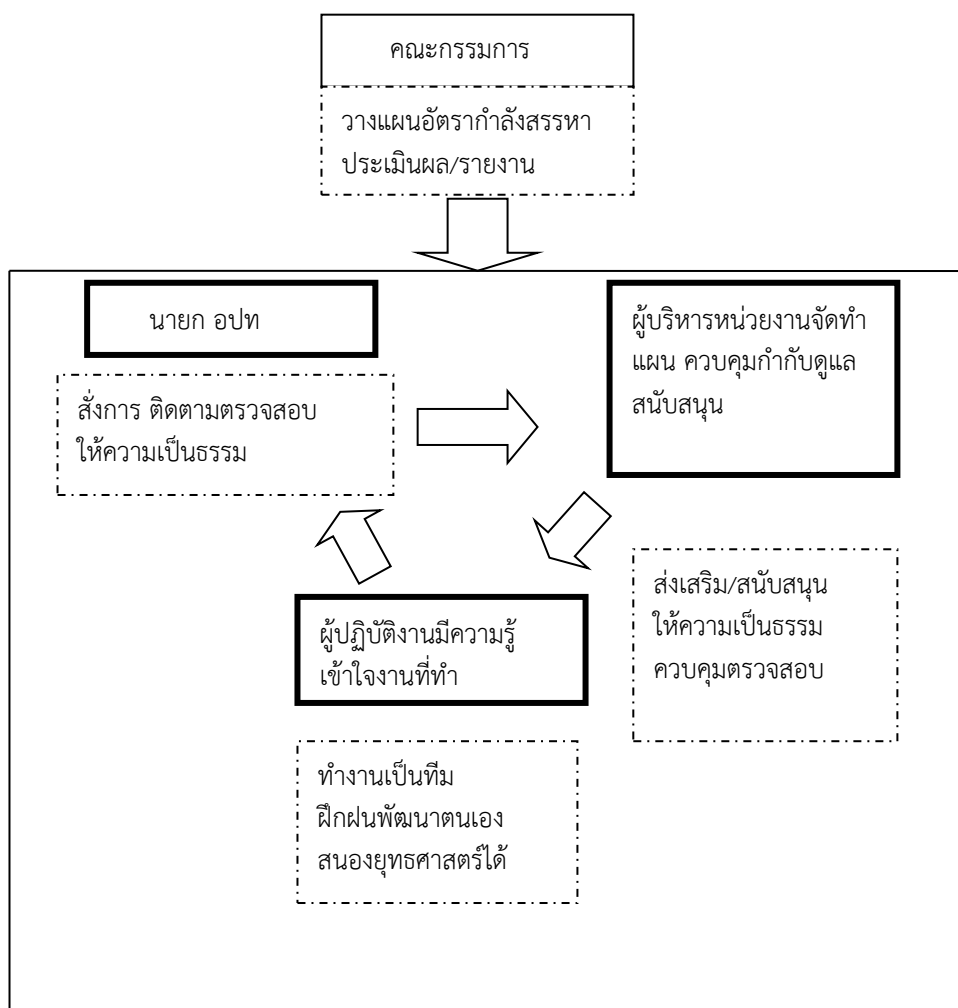 คณะกรรมการ
วางแผนอัตรากำลังสรรหา
ประเมินผล/รายงาน
นายก อปท
สั่งการ ติดตามตรวจสอบ
ให้ความเป็นธรรม
ผู้บริหารหน่วยงานจัดทำ
แผน ควบคุมกำกับดูแล
สนับสนุน
ส่งเสริม/สนับสนุน
ให้ความเป็นธรรม
ควบคุมตรวจสอบ
ผู้ปฏิบัติงานมีความรู้
เข้าใจงานที่ทำ
ทำงานเป็นทีม
ฝึกฝนพัฒนาตนเอง
สนองยุทธศาสตร์ได้